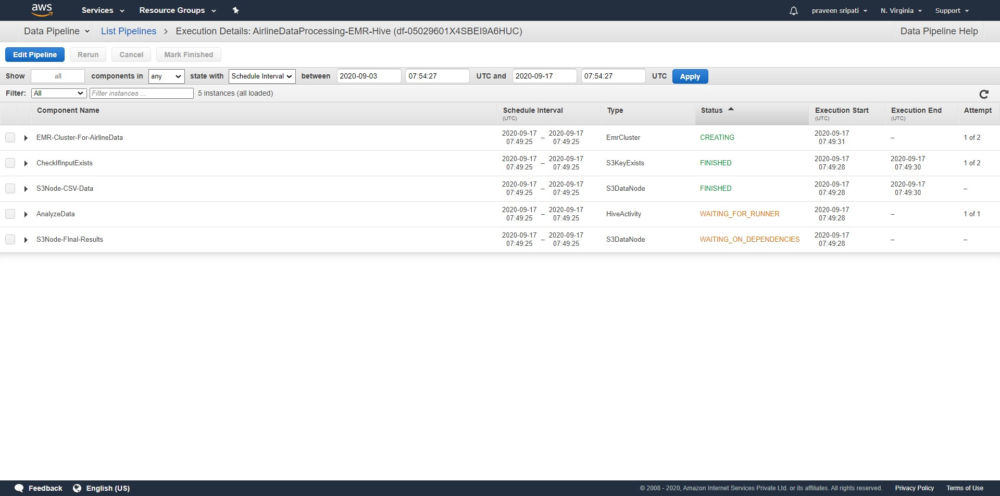 aws Services Resource Groups praveen sripati N. Virginia Support
Data Pipeline List Pipelines > Execution Details: AirlineDataProcessing-EMR-Hive (df-05029601X4SBEI9A6HUC) Data Pipeline Help
Edit Pipeline Rerun Cancel Mark Finished
Show all components in any state with Schedule Interval between 2020-09-03 07:54:27 UTC and 2020-09-17 07:54:27 UTC Apply
Filter: All Filter instances ... 5 instances (all loaded)
Component Name Schedule Interval Type Status Execution Start Execution End Attempt
(UTC) (UTC) (UTC)
2020-09-17 2020-09-17 2020-09-17
EMR-Cluster-For-AirlineData – EmrCluster CREATING – 1 of 2
07:49:25 07:49:25 07:49:31
2020-09-17 2020-09-17 2020-09-17 2020-09-17
CheckIfInputExists – S3KeyExists FINISHED 1 of 2
07:49:25 07:49:25 07:49:28 07:49:30
2020-09-17 2020-09-17 2020-09-17 2020-09-17
S3Node-CSV-Data – S3DataNode FINISHED –
07:49:25 07:49:25 07:49:28 07:49:30
2020-09-17 2020-09-17 2020-09-17
AnalyzeData – HiveActivity WAITING_FOR_RUNNER – 1 of 1
07:49:25 07:49:25 07:49:28
2020-09-17 2020-09-17 2020-09-17
S3Node-FInal-Results – S3DataNode WAITING_ON_DEPENDENCIES – –
07:49:25 07:49:25 07:49:28
Feedback English (US) © 2008 - 2020, Amazon Internet Services Private Ltd. or its affiliates. All rights reserved. Privacy Policy Terms of Use